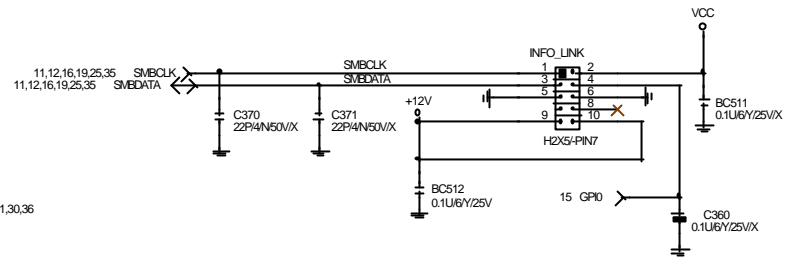 VCC
INFO_LINK
11,12,16,19,25,35 SMBCLK SMBCLK 1 2
11,12,16,19,25,35 SMBDATA SMBDATA 3 4
5 6
8
+12V 9 10
C370
22P/4/N/50V/X
C371
22P/4/N/50V/X
BC511
0.1U/6/Y/25V/X
H2X5/-PIN7
BC512
0.1U/6/Y/25V
15 GPI0
1,30,36
C360
0.1U/6/Y/25V/X